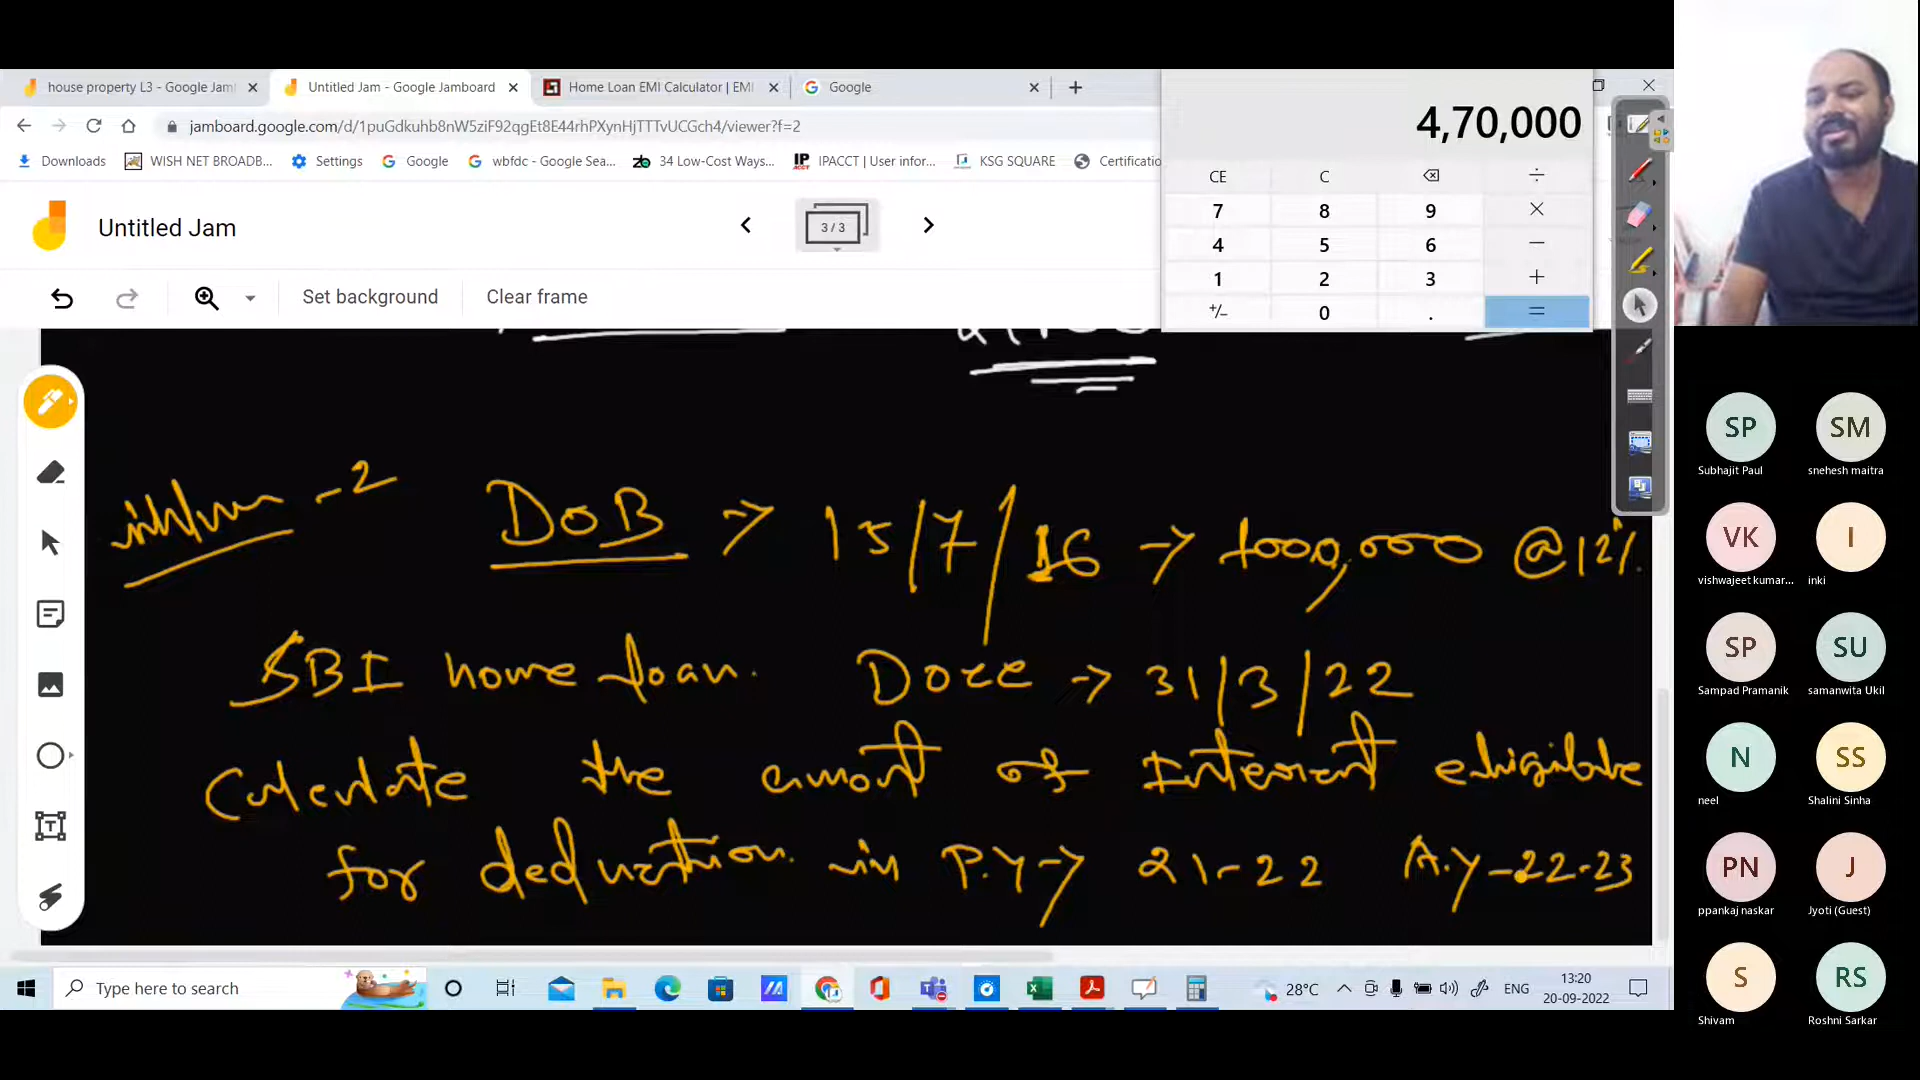 house property L3 - Google Jam
Untitled Jam - Google Jamboard
Home Loan EMI Calculator | EMI
Google
jamboard.google.com/d/1puGdkuhb8nW5ziF92qgEt8E44rhPXynHjTTTvUCGch4/viewer?f=2
Downloads
WISH NET BROADB...
Settings
Google
wbfdc - Google Sea...
34 Low-Cost Ways...
IPACCT | User infor...
KSG SQUARE
Certificatio
4,70,000
CE C ÷
7 8 9 ×
4 5 6 −
1 2 3 +
+/- 0 . =
Untitled Jam
3 / 3
Set background
Clear frame
-2 DOB → 15/7/16 → 1000,000 @12%
SBI home loan. → 31/3/22
Calculate the amont of Interest eligible
for deduction in P.Y → 21-22 A.Y-22-23
SP
Subhajit Paul
SM
snehesh maitra
VK
vishwajeet kumar...
I
inki
SP
Sampad Pramanik
SU
samanwita Ukil
N
neel
SS
Shalini Sinha
PN
ppankaj naskar
J
Jyoti (Guest)
S
Shivam
RS
Roshni Sarkar
Type here to search
28°C
ENG
13:20
20-09-2022